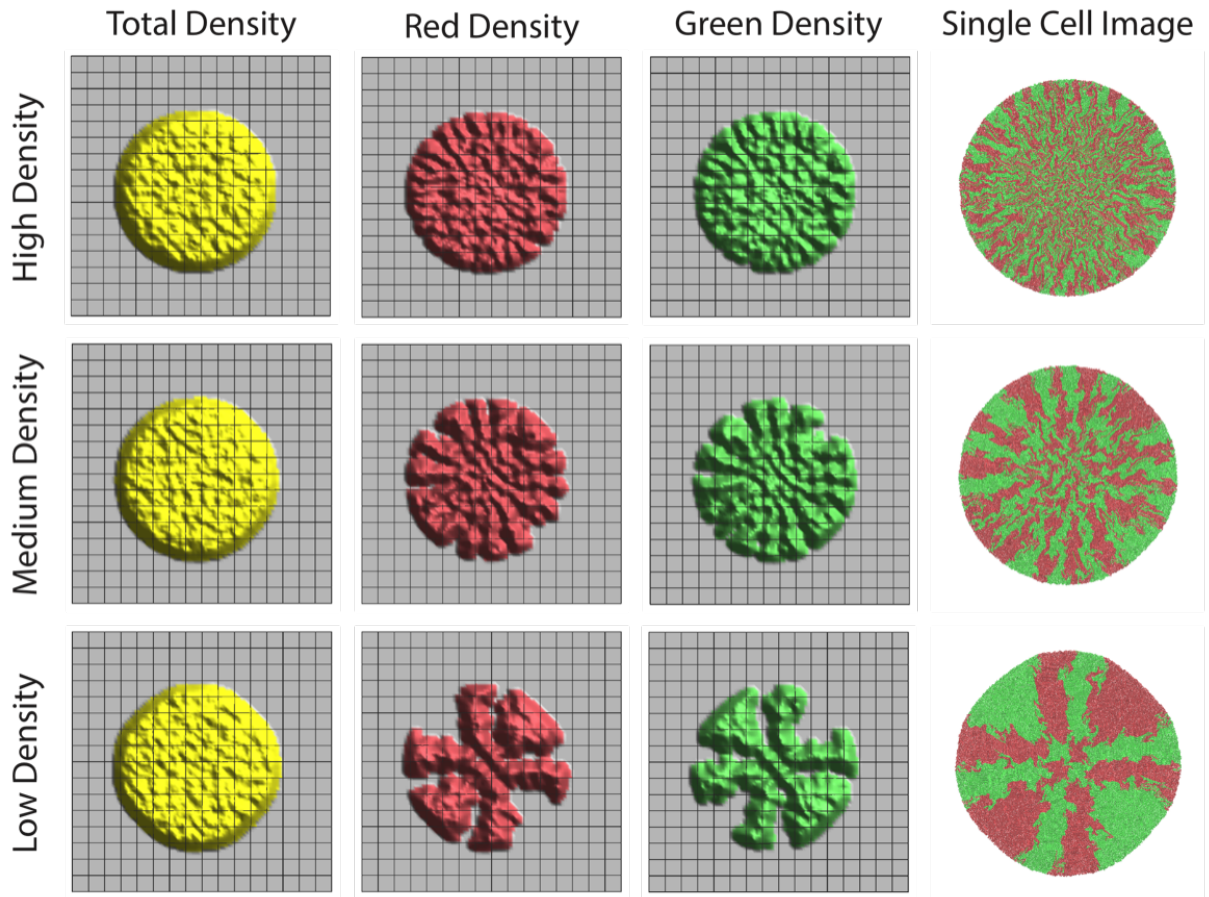 Total Density
Red Density
Green Density
Single Cell Image
High Density
Medium Density
Low Density